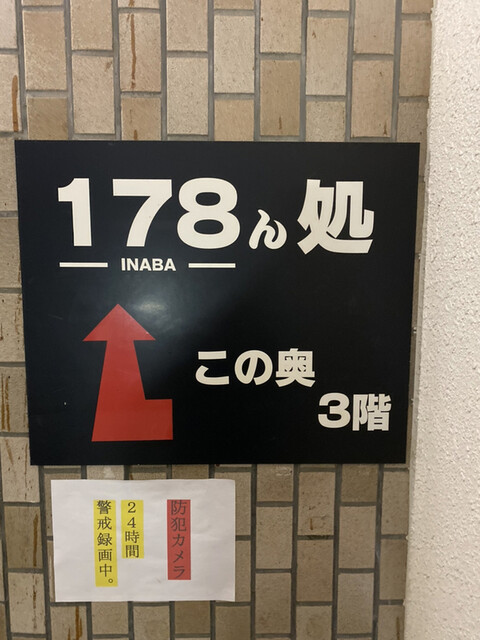 178ん処
INABA
この奥
3階
防犯カメラ
24時間
警戒録画中。